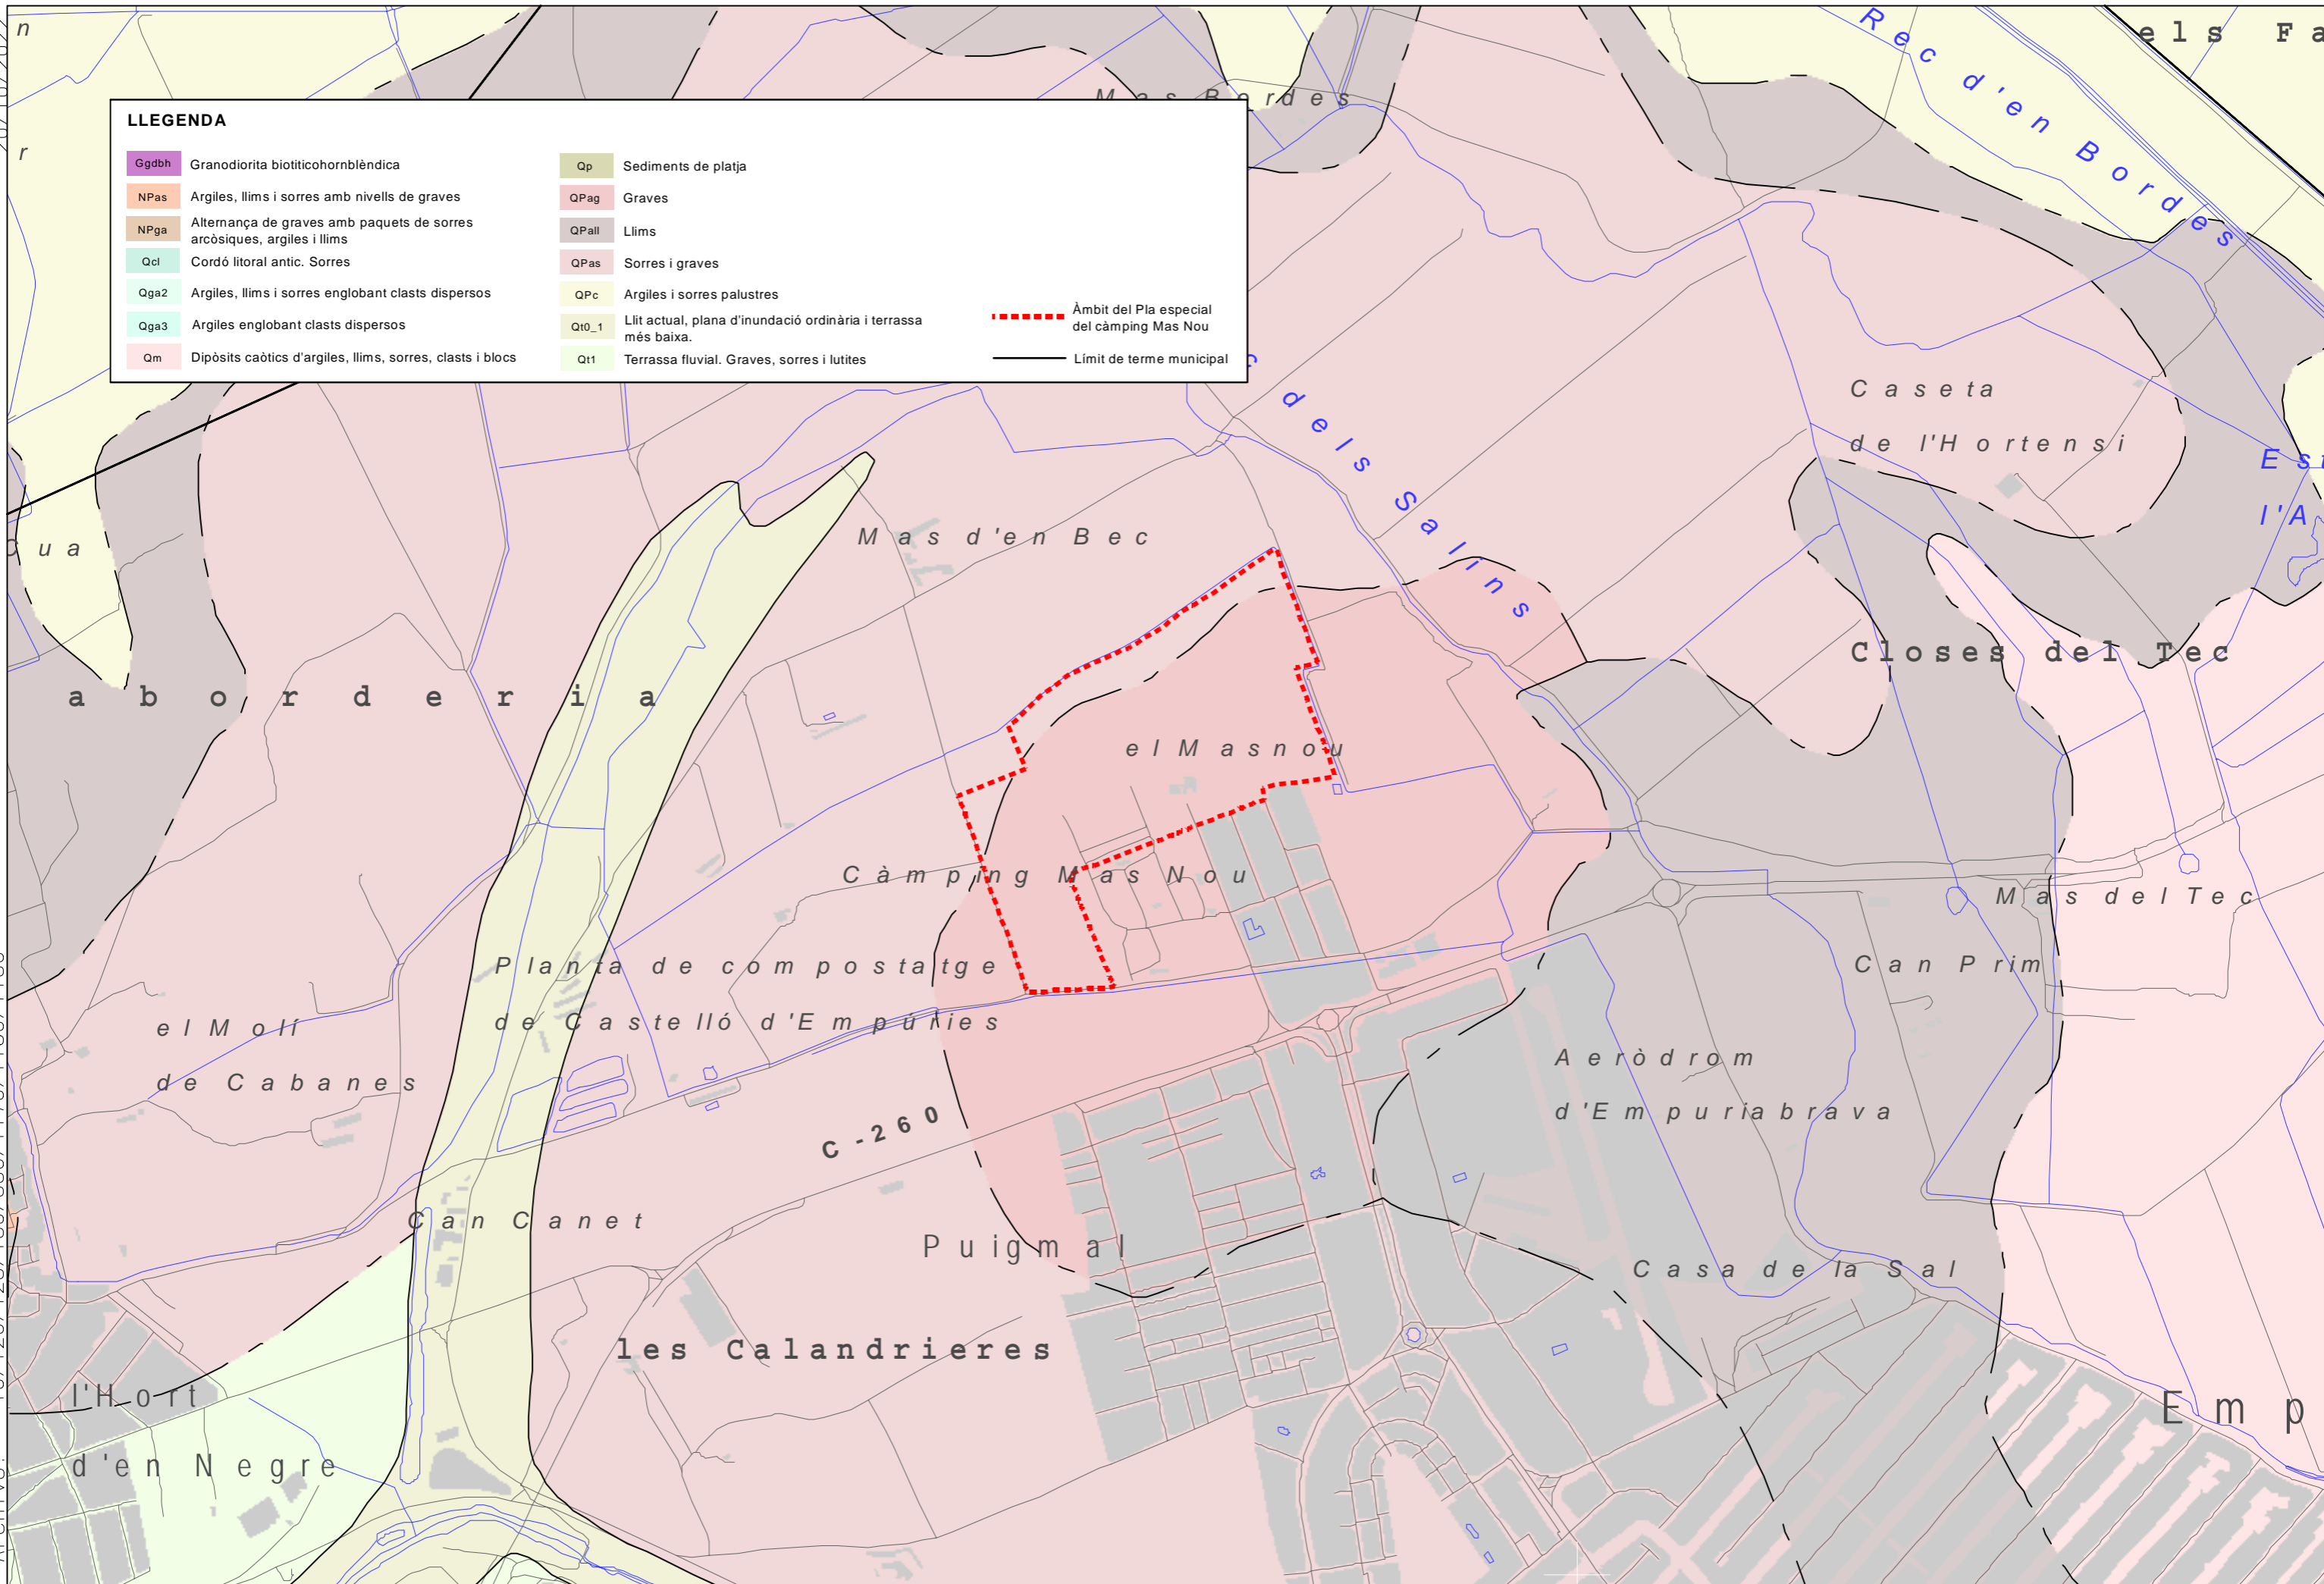 n
els Fa
Rec d'en Bordes
Mas Bordes
r
LLEGENDA
Ggdbh Granodiorita biotiticohornblèndica
NPas Argiles, llims i sorres amb nivells de graves
NPga Alternança de graves amb paquets de sorres
arcòsiques, argiles i llims
Qcl Cordó litoral antic. Sorres
Qga2 Argiles, llims i sorres englobant clasts dispersos
Qga3 Argiles englobant clasts dispersos
Qm Dipòsits caòtics d'argiles, llims, sorres, clasts i blocs
Qp Sediments de platja
QPag Graves
QPall Llims
QPas Sorres i graves
QPc Argiles i sorres palustres
Qt0_1 Llit actual, plana d'inundació ordinària i terrassa
més baixa.
Qt1 Terrassa fluvial. Graves, sorres i lutites
Àmbit del Pla especial
del càmping Mas Nou
Límit de terme municipal
c dels Salins
Caseta
de l'Hortensi
Est
l'A
Mas d'en Bec
cua
Closes del Tec
aborderia
el Masnou
Càmping Mas Nou
Mas del Tec
Planta de compostatge
de Castelló d'Empúries
Can Prim
el Molí
de Cabanes
Aeròdrom
d'Empuriabrava
C-260
Can Canet
Puigmal
Casa de la Sal
les Calandrieres
l'Hort
d'en Negre
Emp